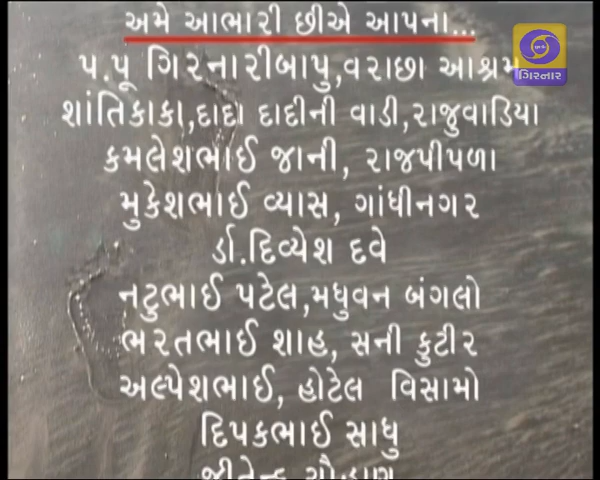 અમે આભારી છીએ આપના...
પ.પૂ ગિરનારીબાપુ,વરાછા આશ્રમ
ગિરનાર
શાંતિકાકા,દાદા દાદીની વાડી,રાજુવાડિયા
કમલેશભાઈ જાની, રાજપીપળા
મુકેશભાઈ વ્યાસ, ગાંધીનગર
ર્ડા.દિવ્યેશ દવે
નટુભાઈ પટેલ,મધુવન બંગલો
ભરતભાઈ શાહ, સની કુટીર
અલ્પેશભાઈ, હોટેલ વિસામો
દિપકભાઈ સાધુ
જીતેન્દ્ર ચૌહાણ